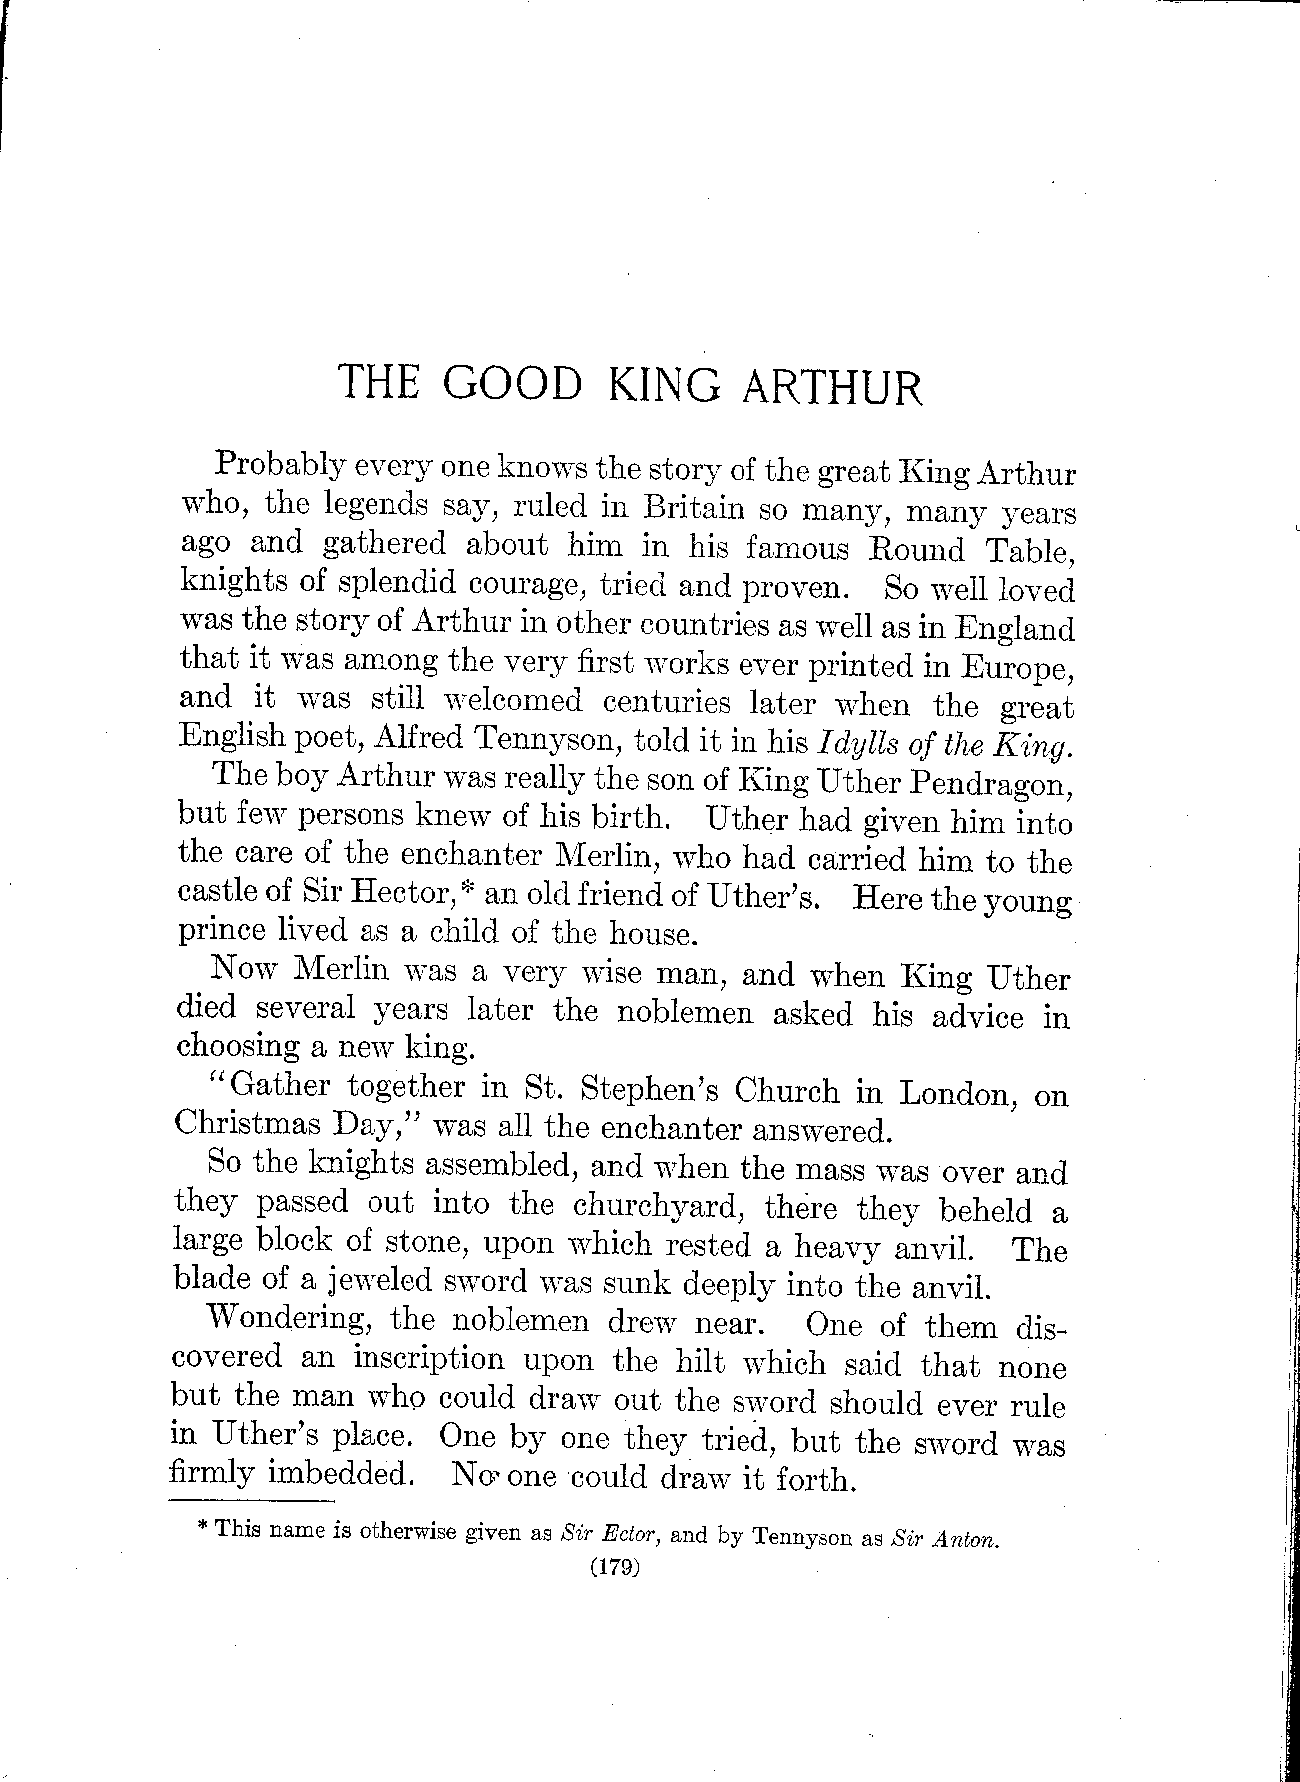 THE GOOD KING ARTHUR
Probably every one knows the story of the great King Arthur
who, the legends say, ruled in Britain so many, many years
ago and gathered about him in his famous Round Table,
knights of splendid courage, tried and proven. So well loved
was the story of Arthur in other countries as well as in England
that it was among the very first works ever printed in Europe,
and it was still welcomed centuries later when the great
English poet, Alfred Tennyson, told it in his Idylls of the King.
The boy Arthur was really the son of King Uther Pendragon,
but few persons knew of his birth. Uther had given him into
the care of the enchanter Merlin, who had carried him to the
castle of Sir Hector,* an old friend of Uther's. Here the young
prince lived as a child of the house.
Now Merlin was a very wise man, and when King Uther
died several years later the noblemen asked his advice in
choosing a new king.
"Gather together in St. Stephen's Church in London, on
Christmas Day," was all the enchanter answered.
So the knights assembled, and when the mass was over and
they passed out into the churchyard, there they beheld a
large block of stone, upon which rested a heavy anvil. The
blade of a jeweled sword was sunk deeply into the anvil.
Wondering, the noblemen drew near. One of them dis-
covered an inscription upon the hilt which said that none
but the man who could draw out the sword should ever rule
in Uther's place. One by one they tried, but the sword was
firmly imbedded. No one could draw it forth.
* This name is otherwise given as Sir Ector, and by Tennyson as Sir Anton.
(179)